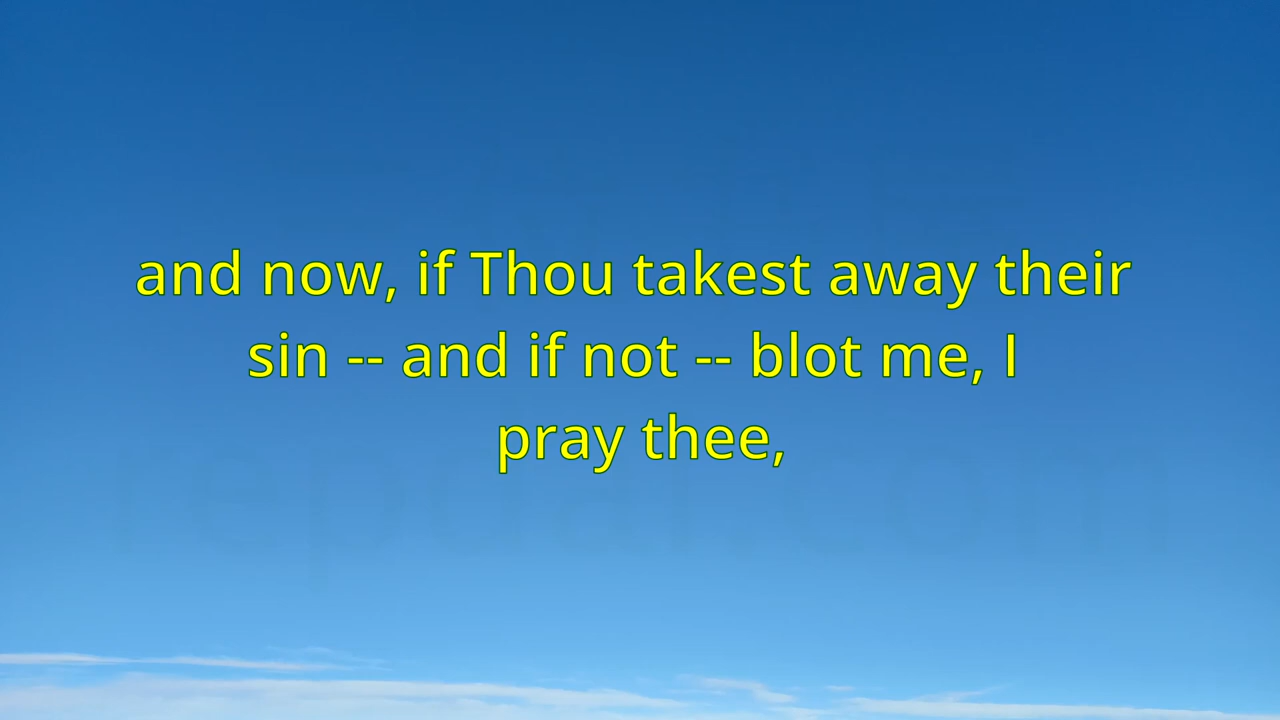 and now, if Thou takest away their
sin -- and if not -- blot me, I
pray thee,